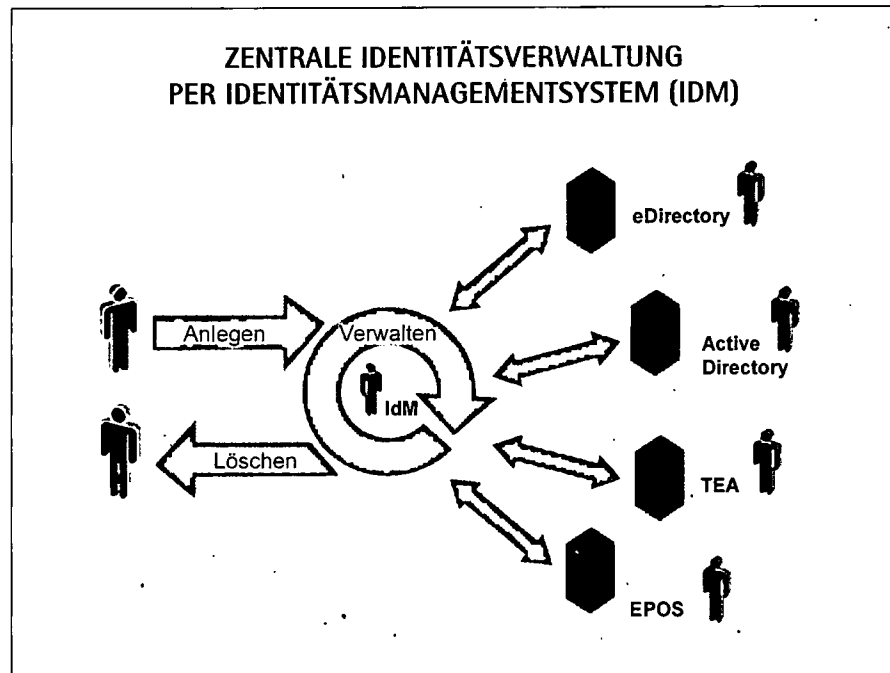 ZENTRALE IDENTITÄTSVERWALTUNG
PER IDENTITÄTSMANAGEMENTSYSTEM (IDM)
eDirectory
Anlegen
Verwalten
Active
Directory
IdM
Löschen
TEA
EPOS